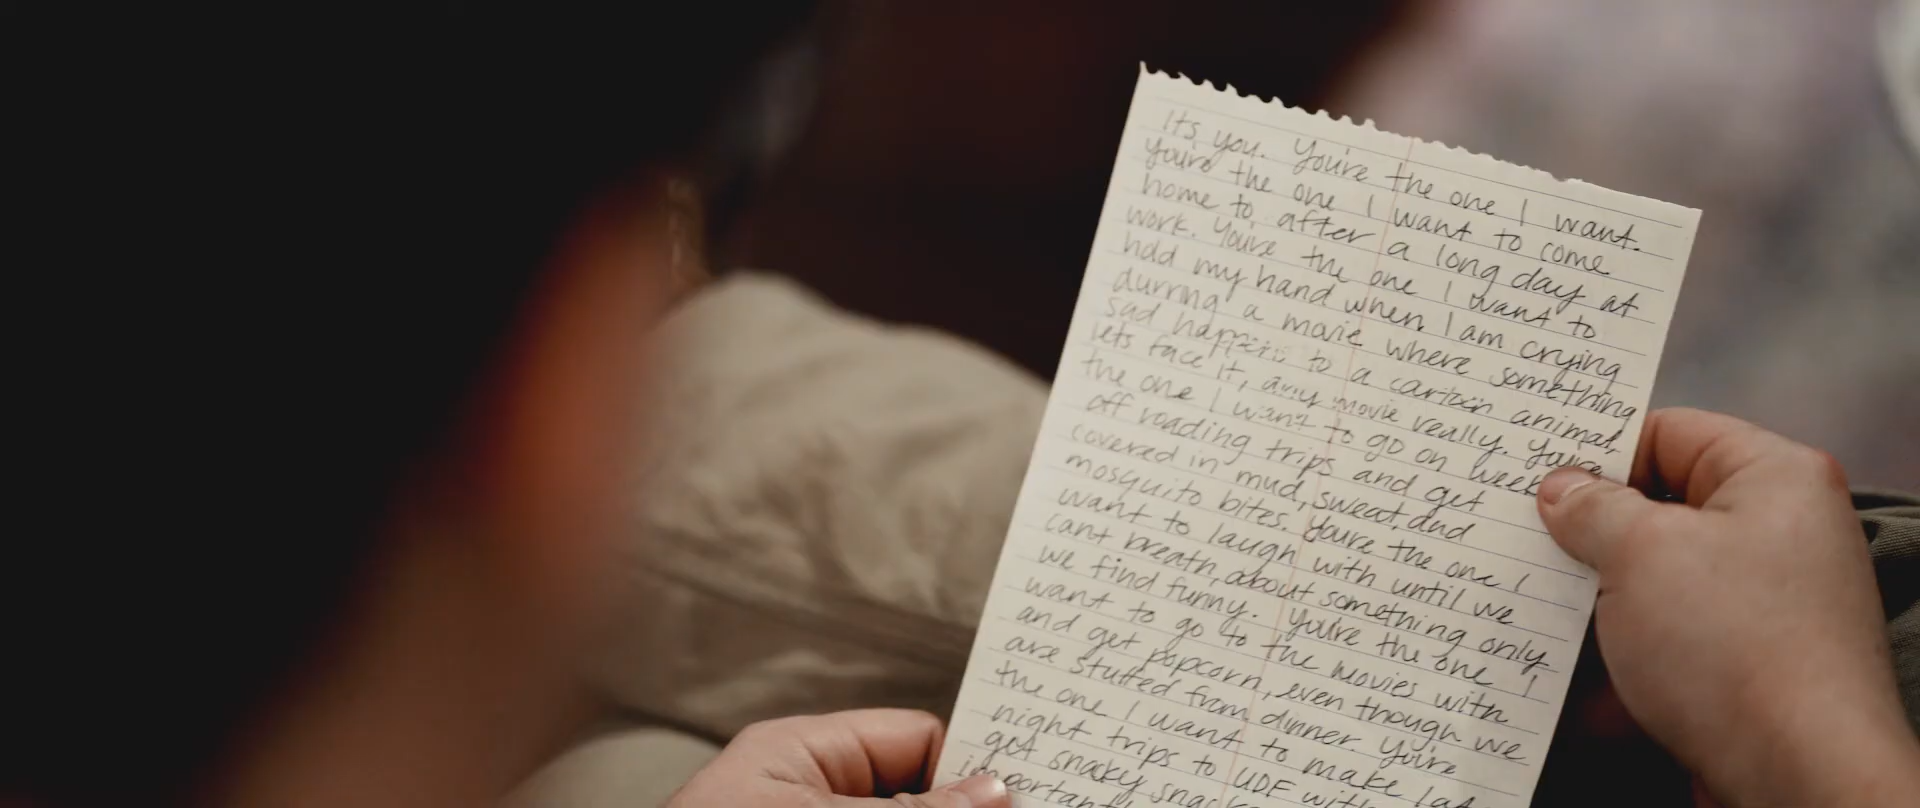 Its you. You're the one I want.
You're the one I want to come
home to, after a long day at
work. You're the one I want to
hold my hand when I am crying
durring a movie where something
sad happens to a cartoon animal,
lets face it, any movie really. You're
the one I want to go on week
off roading trips and get
covered in mud, sweat, and
mosquito bites. You're the one I
want to laugh with until we
cant breath, about something only
we find funny. You're the one I
want to go to the movies with
and get popcorn, even though we
are stuffed from dinner. You're
the one I want to make late
night trips to UDF with
get snacky snacks
important